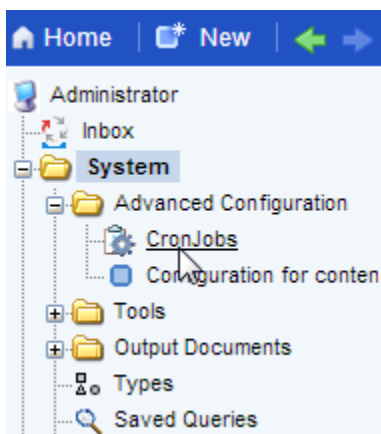 Home New
Administrator
Inbox
System
Advanced Configuration
CronJobs
Configuration for conten
Tools
Output Documents
Types
Saved Queries